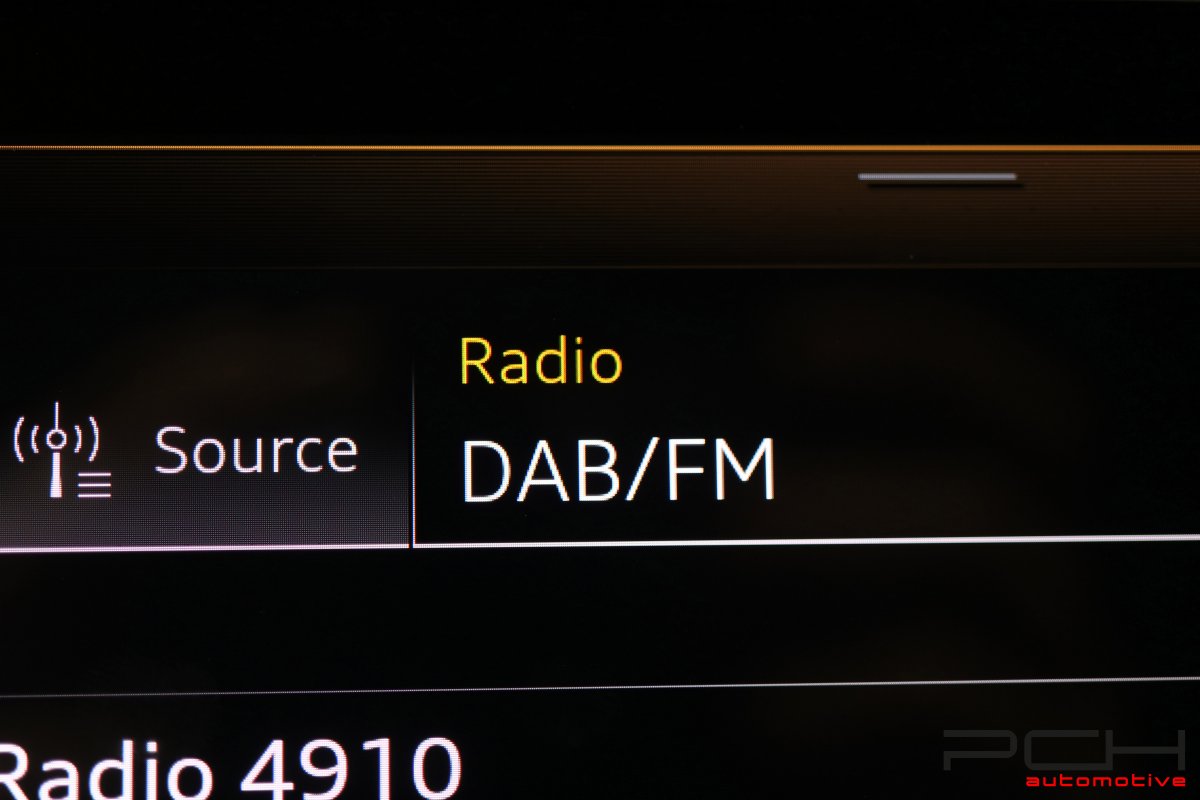 Radio
Source
DAB/FM
Radio 4910
PCH
automotive